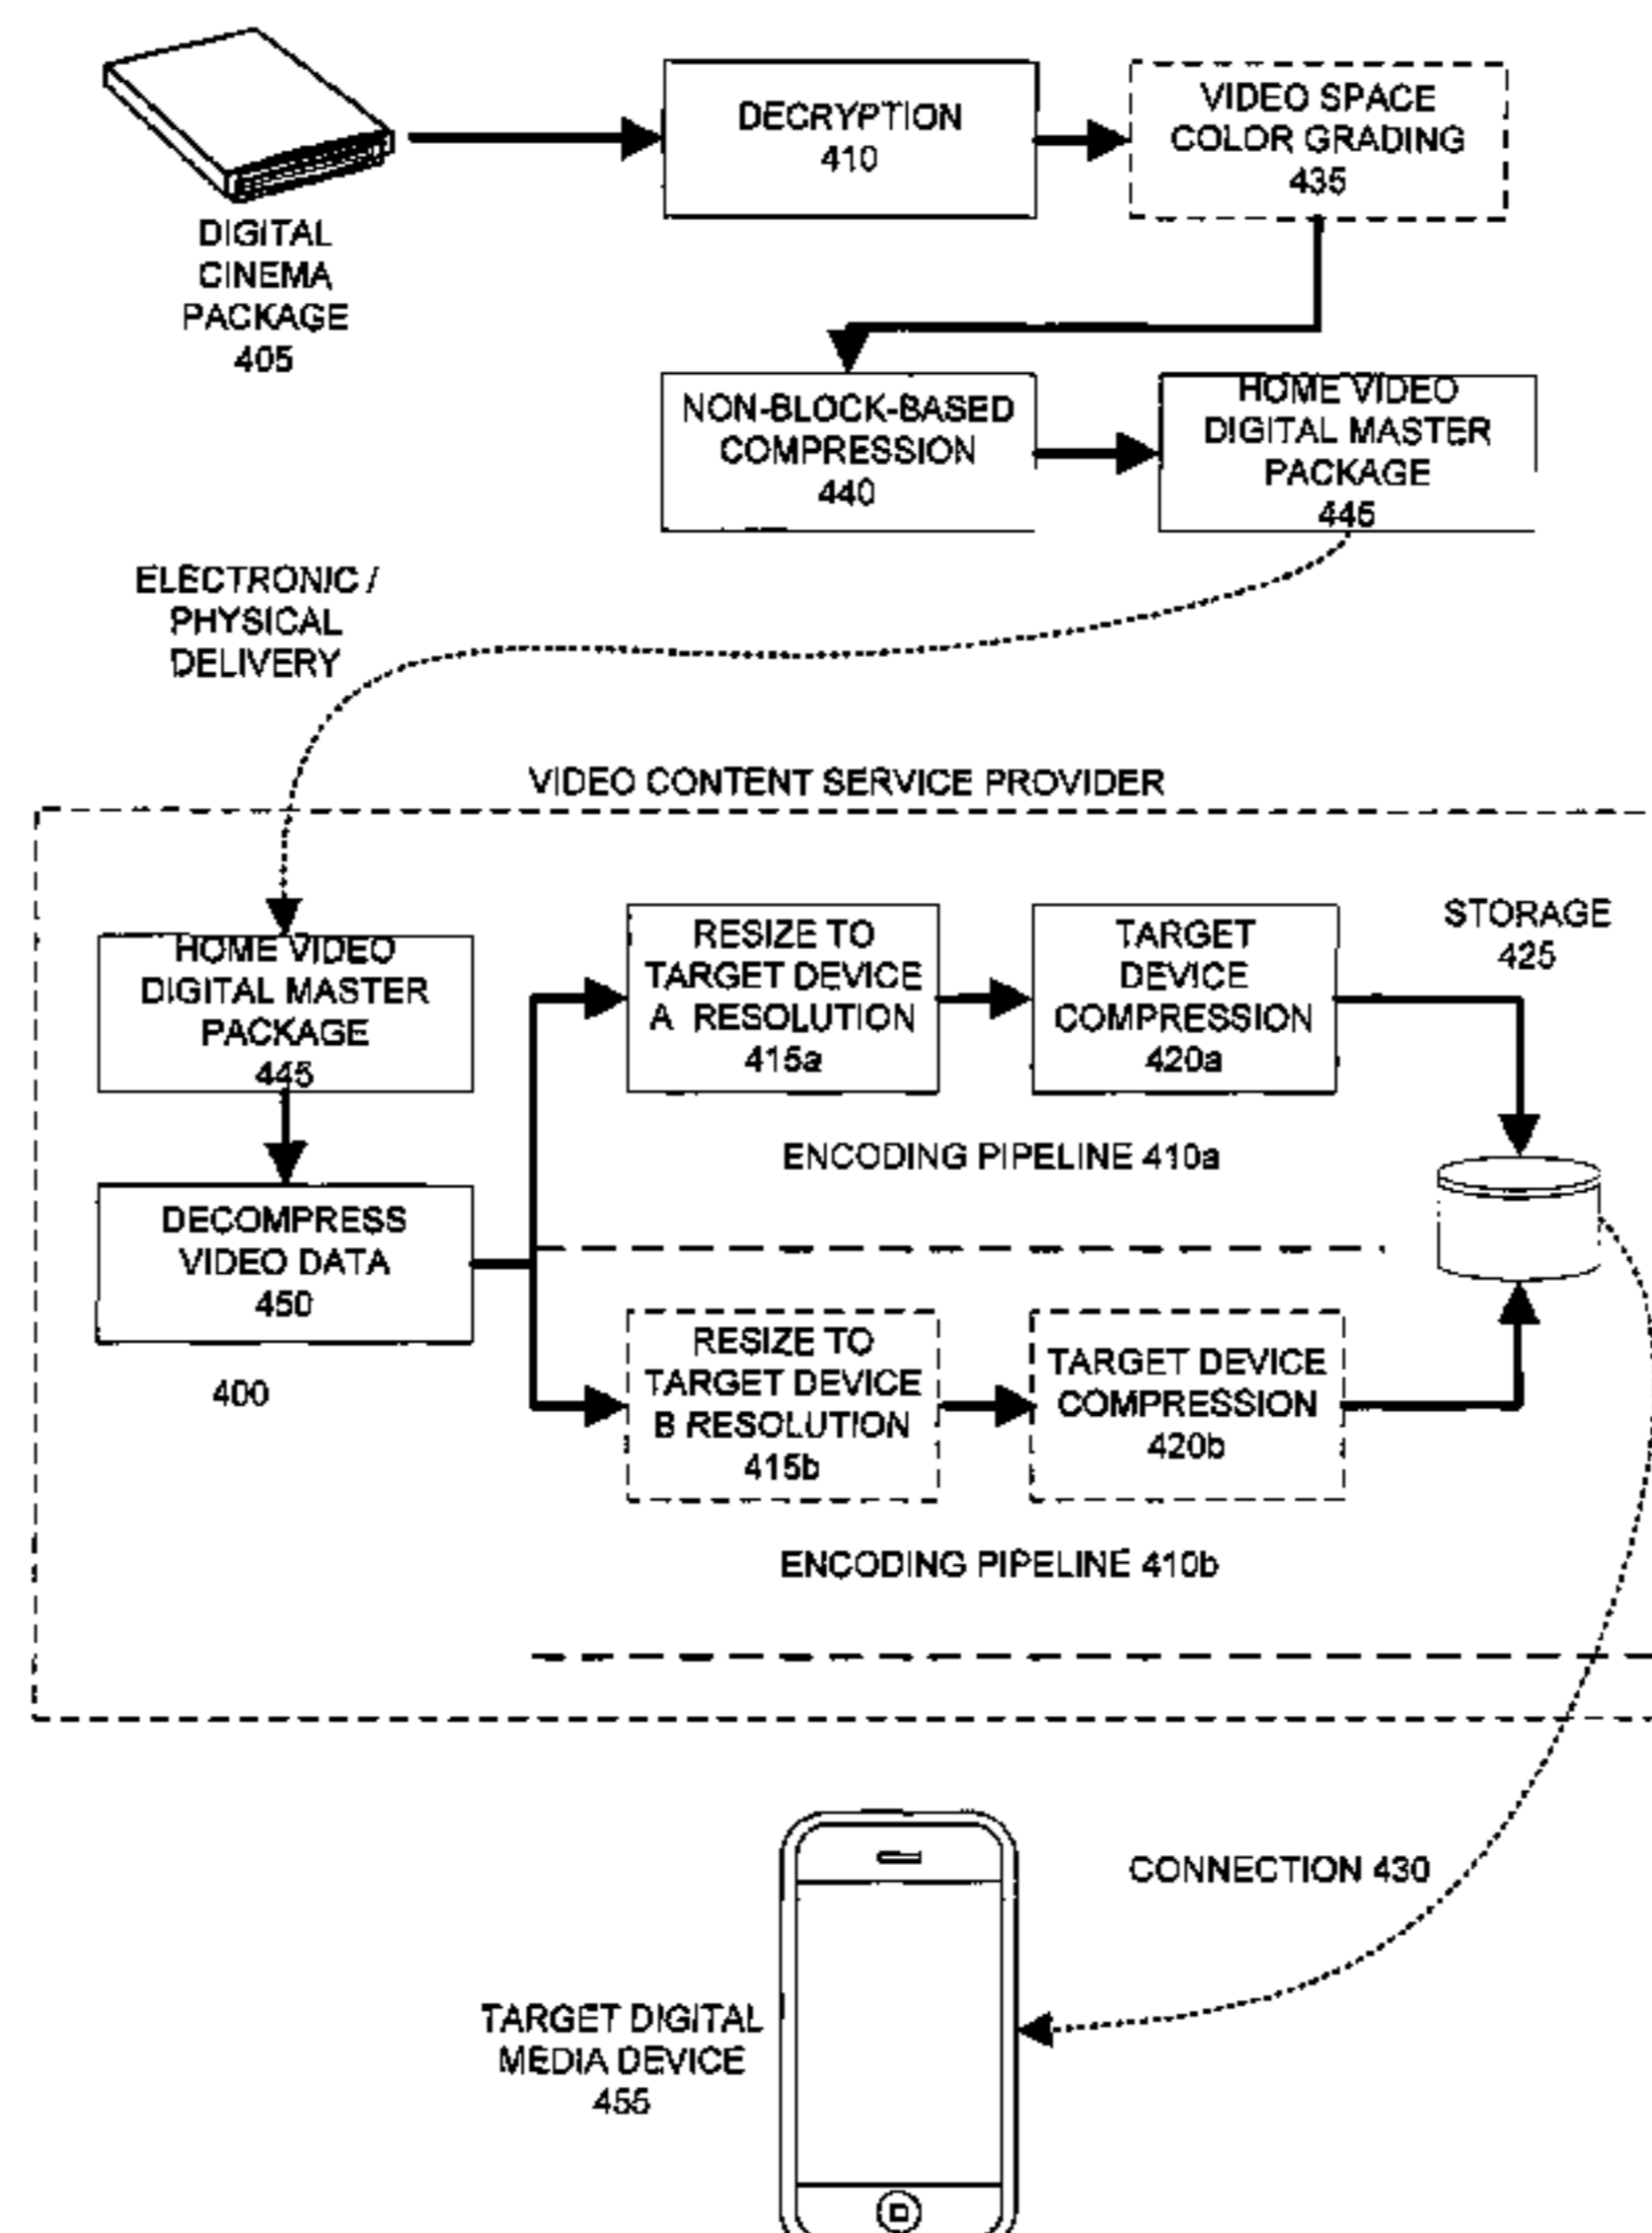 DIGITAL
CINEMA
PACKAGE
405
DECRYPTION
410
VIDEO SPACE
COLOR GRADING
435
NON-BLOCK-BASED
COMPRESSION
440
HOME VIDEO
DIGITAL MASTER
PACKAGE
445
ELECTRONIC /
PHYSICAL
DELIVERY
VIDEO CONTENT SERVICE PROVIDER
HOME VIDEO
DIGITAL MASTER
PACKAGE
445
RESIZE TO
TARGET DEVICE
A RESOLUTION
415a
TARGET
DEVICE
COMPRESSION
420a
STORAGE
425
ENCODING PIPELINE 410a
DECOMPRESS
VIDEO DATA
450
400
RESIZE TO
TARGET DEVICE
B RESOLUTION
415b
TARGET DEVICE
COMPRESSION
420b
ENCODING PIPELINE 410b
CONNECTION 430
TARGET DIGITAL
MEDIA DEVICE
455